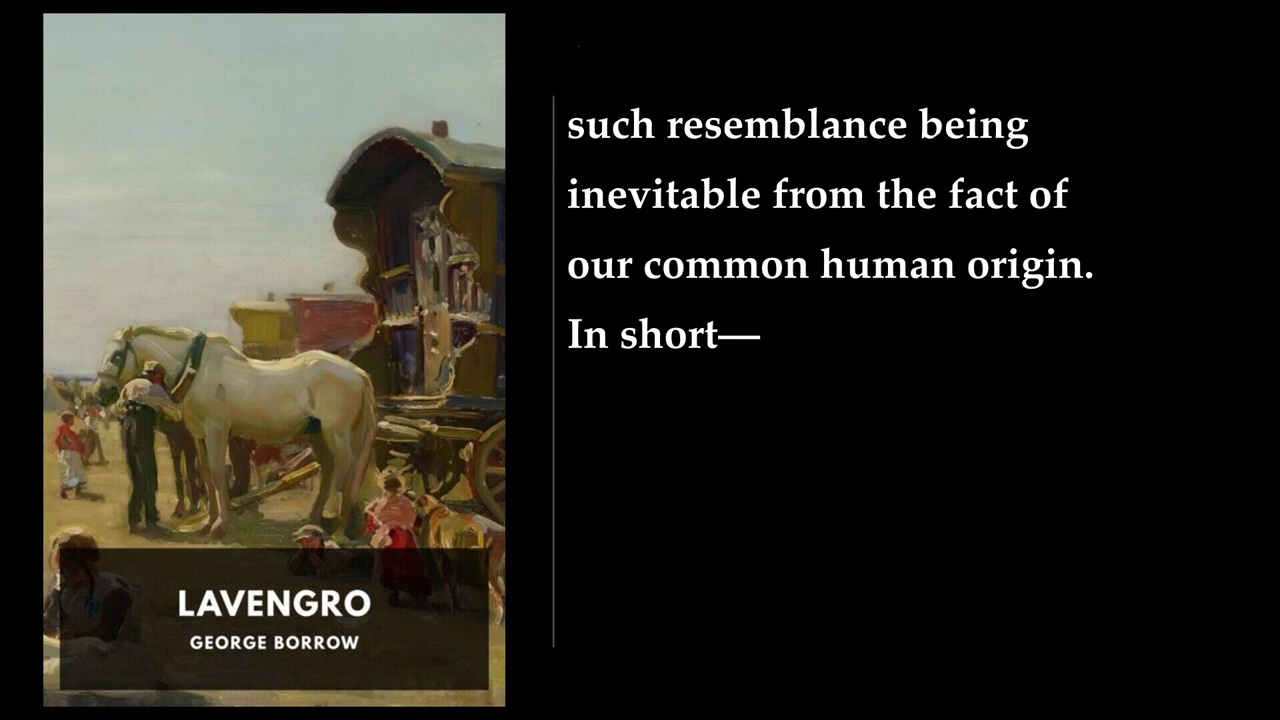 such resemblance being
inevitable from the fact of
our common human origin.
In short—
LAVENGRO
GEORGE BORROW